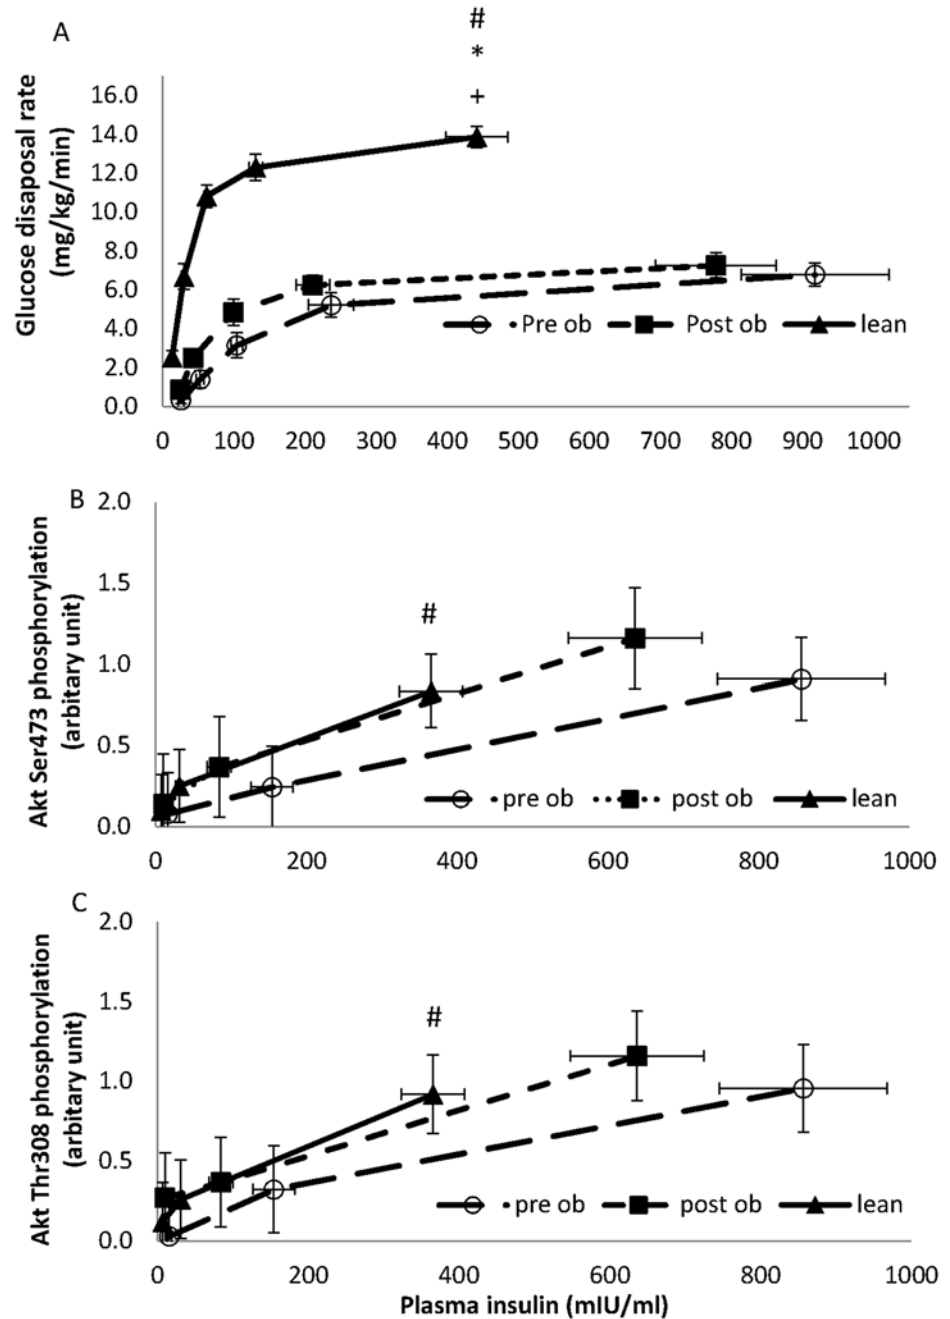 A
#
*
+
Glucose disaposal rate
(mg/kg/min)
16.0
14.0
12.0
10.0
8.0
6.0
4.0
2.0
0.0
Pre ob Post ob lean
0 100 200 300 400 500 600 700 800 900 1000
B
#
Akt Ser473 phosphorylation
(arbitary unit)
2.0
1.5
1.0
0.5
0.0
pre ob post ob lean
0 200 400 600 800 1000
C
#
Akt Thr308 phosphorylation
(arbitary unit)
2.0
1.5
1.0
0.5
0.0
pre ob post ob lean
0 200 400 600 800 1000
Plasma insulin (mIU/ml)